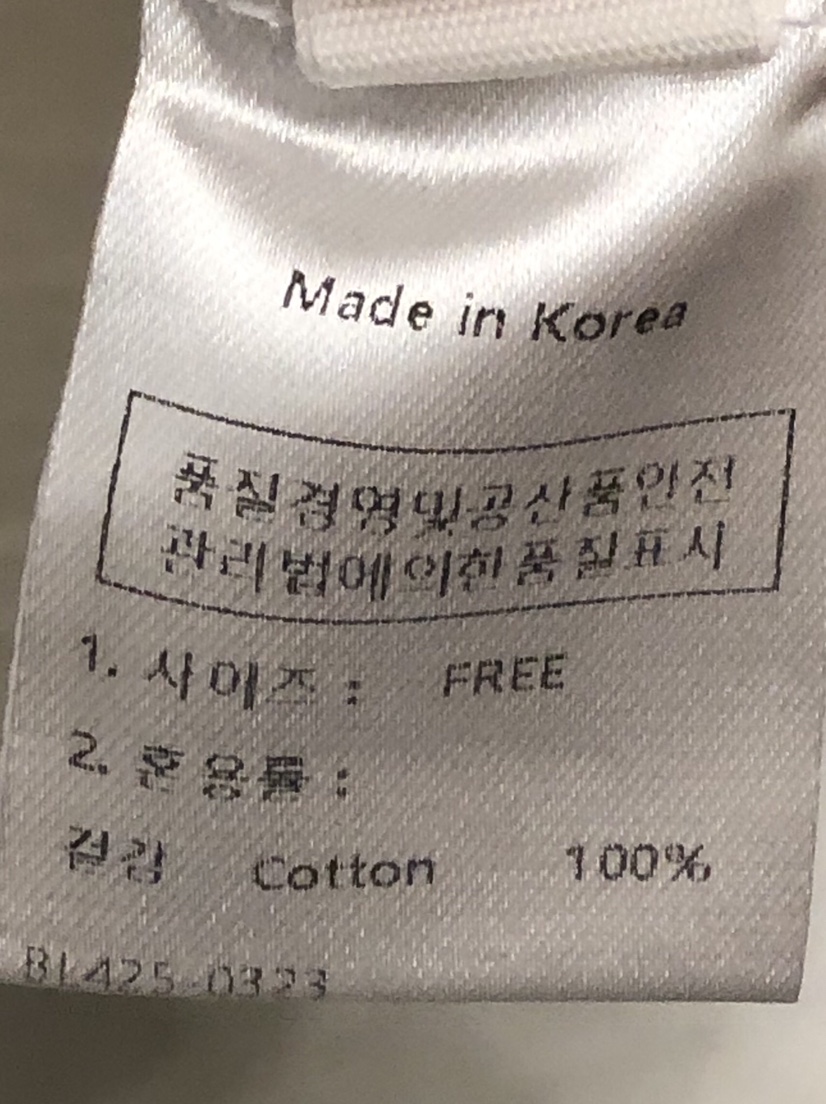 Made in Korea
품질경영및공산품안전
관리법에의한품질표시
1. 사이즈 : FREE
2. 혼용률 :
겉감 Cotton 100%
BL425-0323